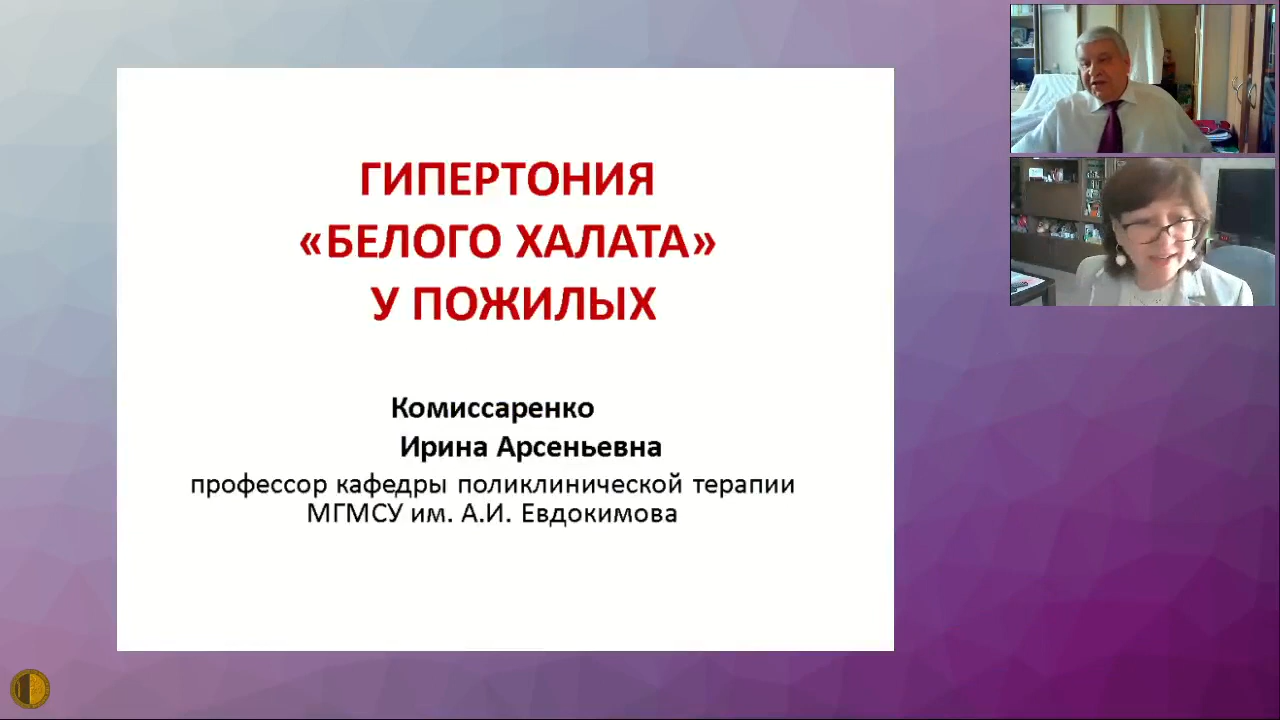 ГИПЕРТОНИЯ
«БЕЛОГО ХАЛАТА»
У ПОЖИЛЫХ
Комиссаренко
Ирина Арсеньевна
профессор кафедры поликлинической терапии
МГМСУ им. А.И. Евдокимова